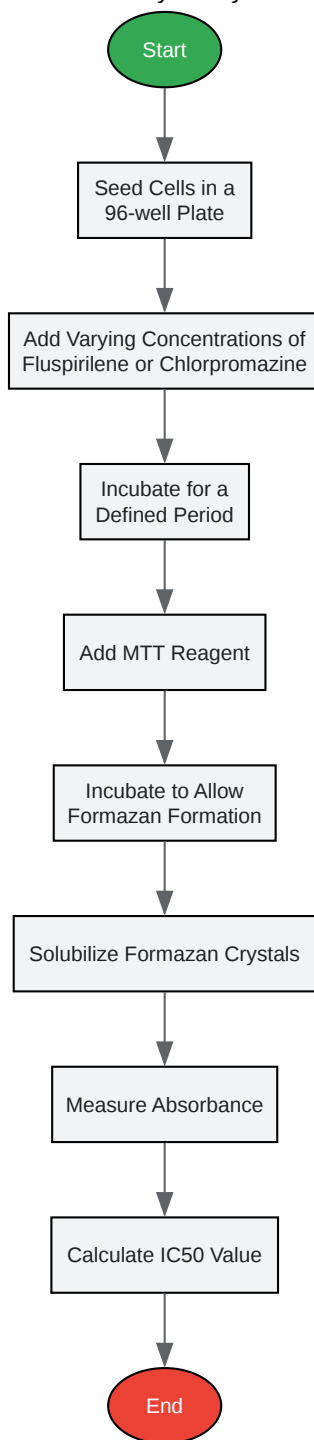 Start
Seed Cells in a
96-well Plate
Add Varying Concentrations of
Fluspirilene or Chlorpromazine
Incubate for a
Defined Period
Add MTT Reagent
Incubate to Allow
Formazan Formation
Solubilize Formazan Crystals
Measure Absorbance
Calculate IC50 Value
End